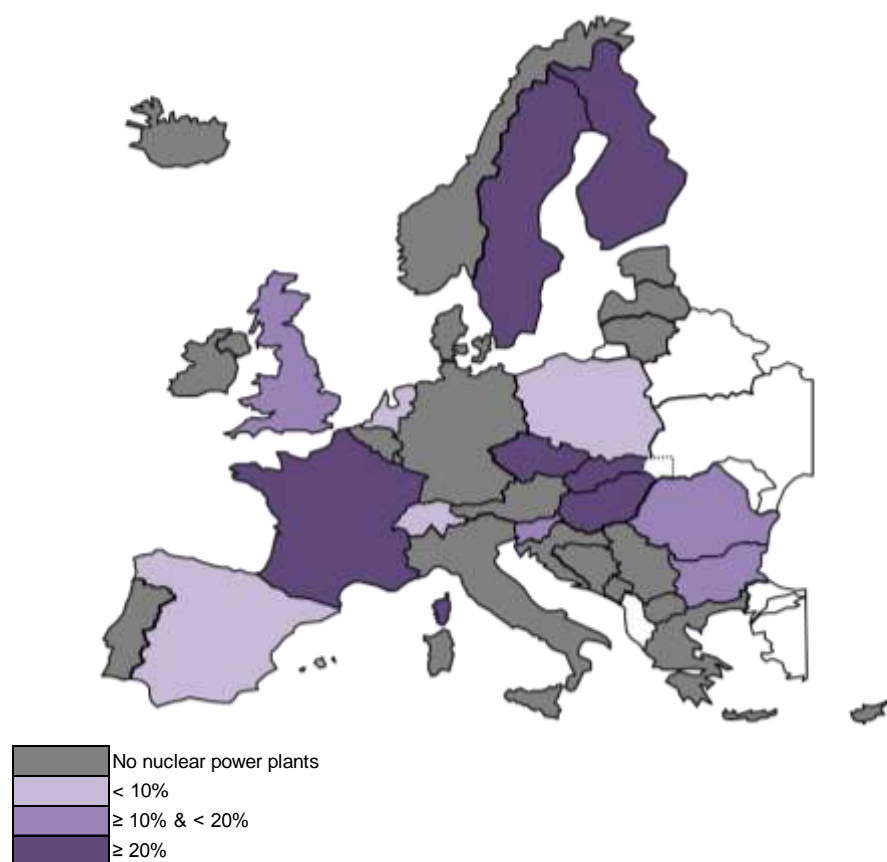 No nuclear power plants
< 10%
≥ 10% & < 20%
≥ 20%